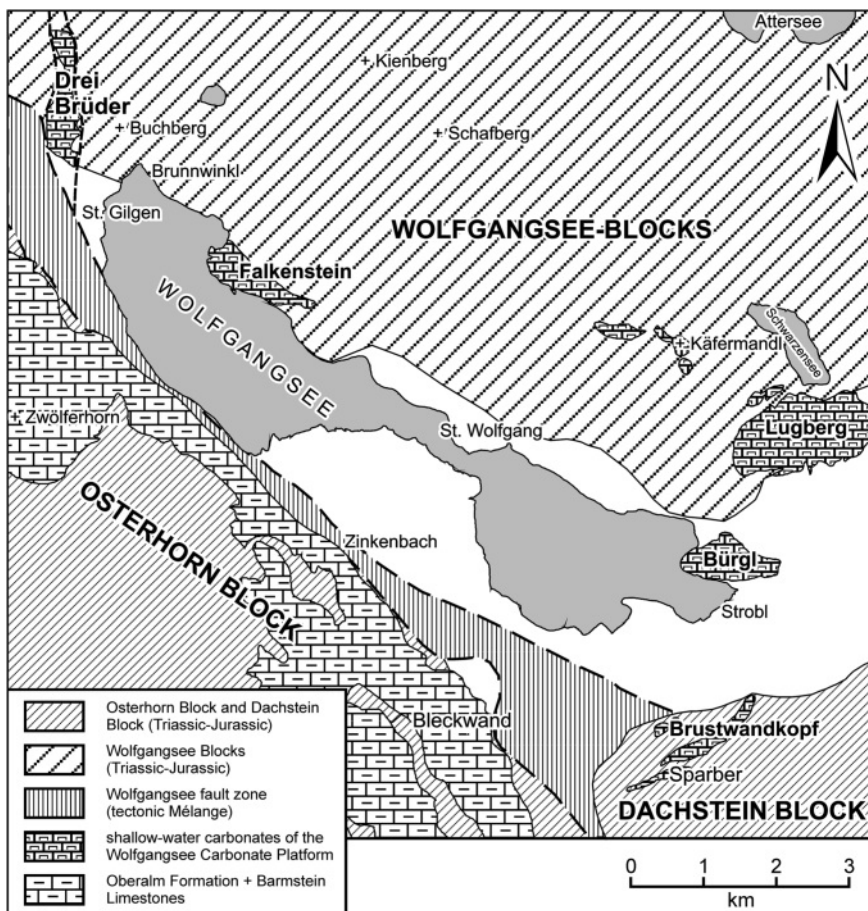 Attersee
Drei
Brüder
+ Kienberg
N
+ Buchberg
+ Schafberg
Brunnwinkl
St. Gilgen
WOLFGANGSEE-BLOCKS
Falkenstein
WOLFGANGSEE
Schwarzensee
+ Käfermandl
+ Zwölferhorn
St. Wolfgang
Lugberg
OSTERHORN BLOCK
Zinkenbach
Bürgl
Strobl
Bleckwand
Brustwandkopf
Sparber
DACHSTEIN BLOCK
Osterhorn Block and Dachstein
Block (Triassic-Jurassic)
Wolfgangsee Blocks
(Triassic-Jurassic)
Wolfgangsee fault zone
(tectonic Mélange)
shallow-water carbonates of the
Wolfgangsee Carbonate Platform
Oberalm Formation + Barmstein
Limestones
0 1 2 3
km